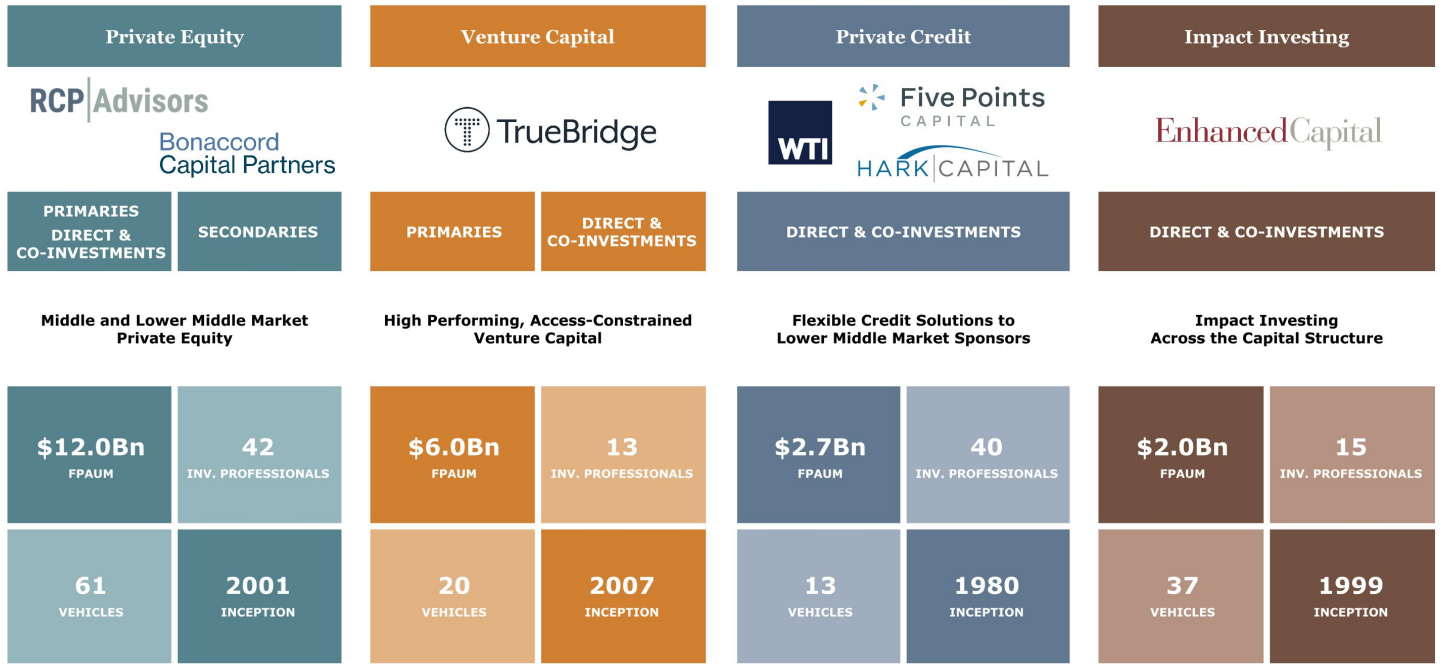 Private Equity
RCP|Advisors
Bonaccord
Capital Partners
PRIMARIES
DIRECT &
CO-INVESTMENTS
SECONDARIES
Middle and Lower Middle Market
Private Equity
$12.0Bn
FPAUM
42
INV. PROFESSIONALS
61
VEHICLES
2001
INCEPTION
Venture Capital
TrueBridge
PRIMARIES
DIRECT &
CO-INVESTMENTS
High Performing, Access-Constrained
Venture Capital
$6.0Bn
FPAUM
13
INV. PROFESSIONALS
20
VEHICLES
2007
INCEPTION
Private Credit
WTI
Five Points
CAPITAL
HARK|CAPITAL
DIRECT & CO-INVESTMENTS
Flexible Credit Solutions to
Lower Middle Market Sponsors
$2.7Bn
FPAUM
40
INV. PROFESSIONALS
13
VEHICLES
1980
INCEPTION
Impact Investing
EnhancedCapital
DIRECT & CO-INVESTMENTS
Impact Investing
Across the Capital Structure
$2.0Bn
FPAUM
15
INV. PROFESSIONALS
37
VEHICLES
1999
INCEPTION